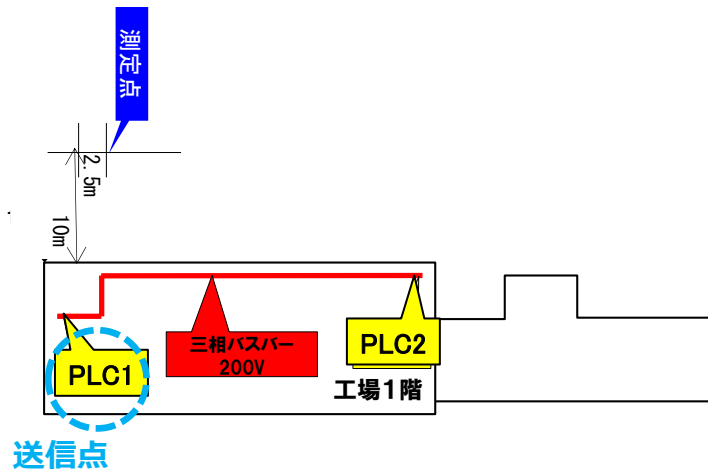 測定点
2.5m
10m
三相バスバー
200V
PLC1
PLC2
工場1階
送信点